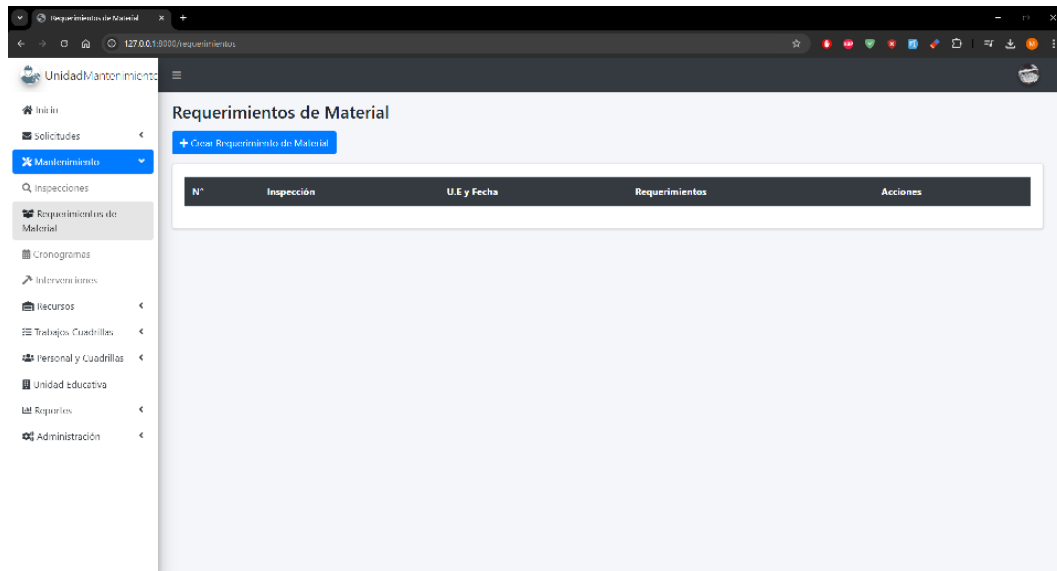 Requerimientos de Material
127.0.0.1:8000/requerimientos
UnidadMantenimiento
Inicio
Solicitudes
Mantenimiento
Inspecciones
Requerimientos de
Material
Cronogramas
Intervenciones
Recursos
Trabajos Cuadrillas
Personal y Cuadrillas
Unidad Educativa
Reportes
Administración
Requerimientos de Material
+ Crear Requerimiento de Material
N° Inspección U.E y Fecha Requerimientos Acciones